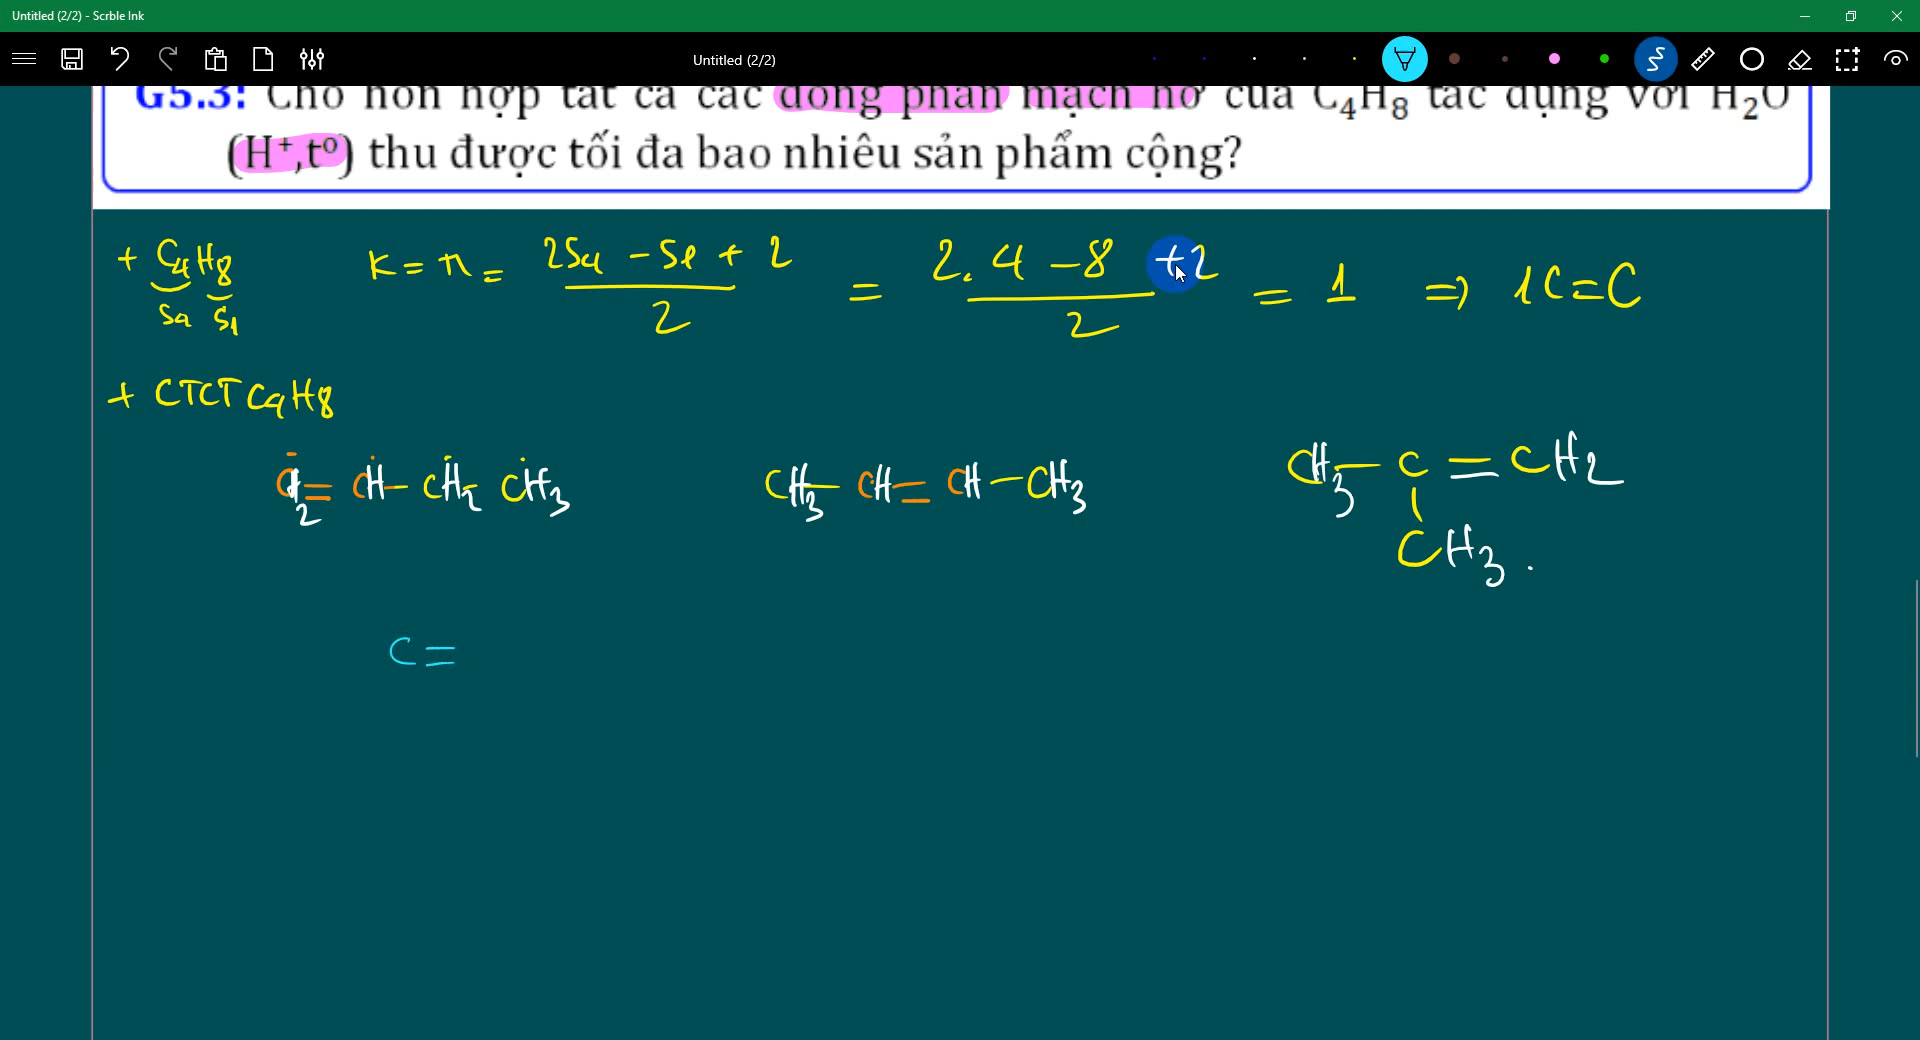 Untitled (2/2) - Scrble Ink
Untitled (2/2)
G5.3: Cho hỗn hợp tất cả các đồng phân mạch hở của C₄H₈ tác dụng với H₂O
(H⁺,tº) thu được tối đa bao nhiêu sản phẩm cộng?
+ C₄H₈ K = π = (2S4 - S1 + 2)/2 = (2.4 - 8 + 2)/2 = 1 ⇒ 1C=C
S4 S1
+ CTCT C4H8
CH₂=CH-CH₂-CH₃ CH₃-CH=CH-CH₃ CH₃-C=CH₂
CH₃.
C=